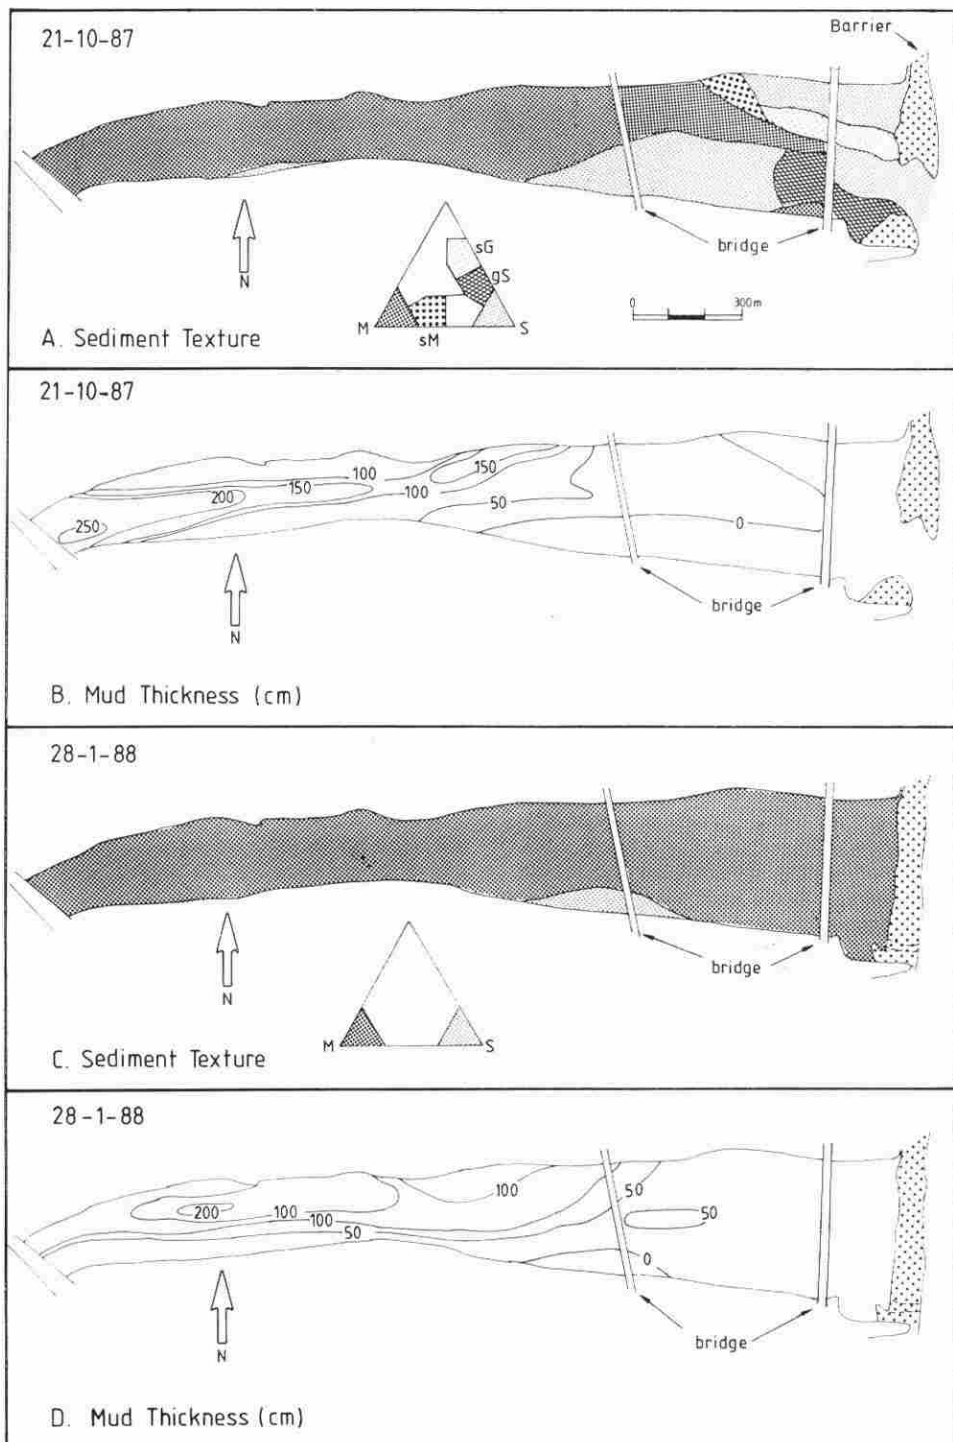 21-10-87
Barrier
bridge
N
sG
gS
M
S
sM
0
300m
A. Sediment Texture
21-10-87
100
150
200
150
100
50
250
0
bridge
N
B. Mud Thickness (cm)
28-1-88
bridge
N
M
S
C. Sediment Texture
28-1-88
100
50
200
100
100
50
50
0
bridge
N
D. Mud Thickness (cm)